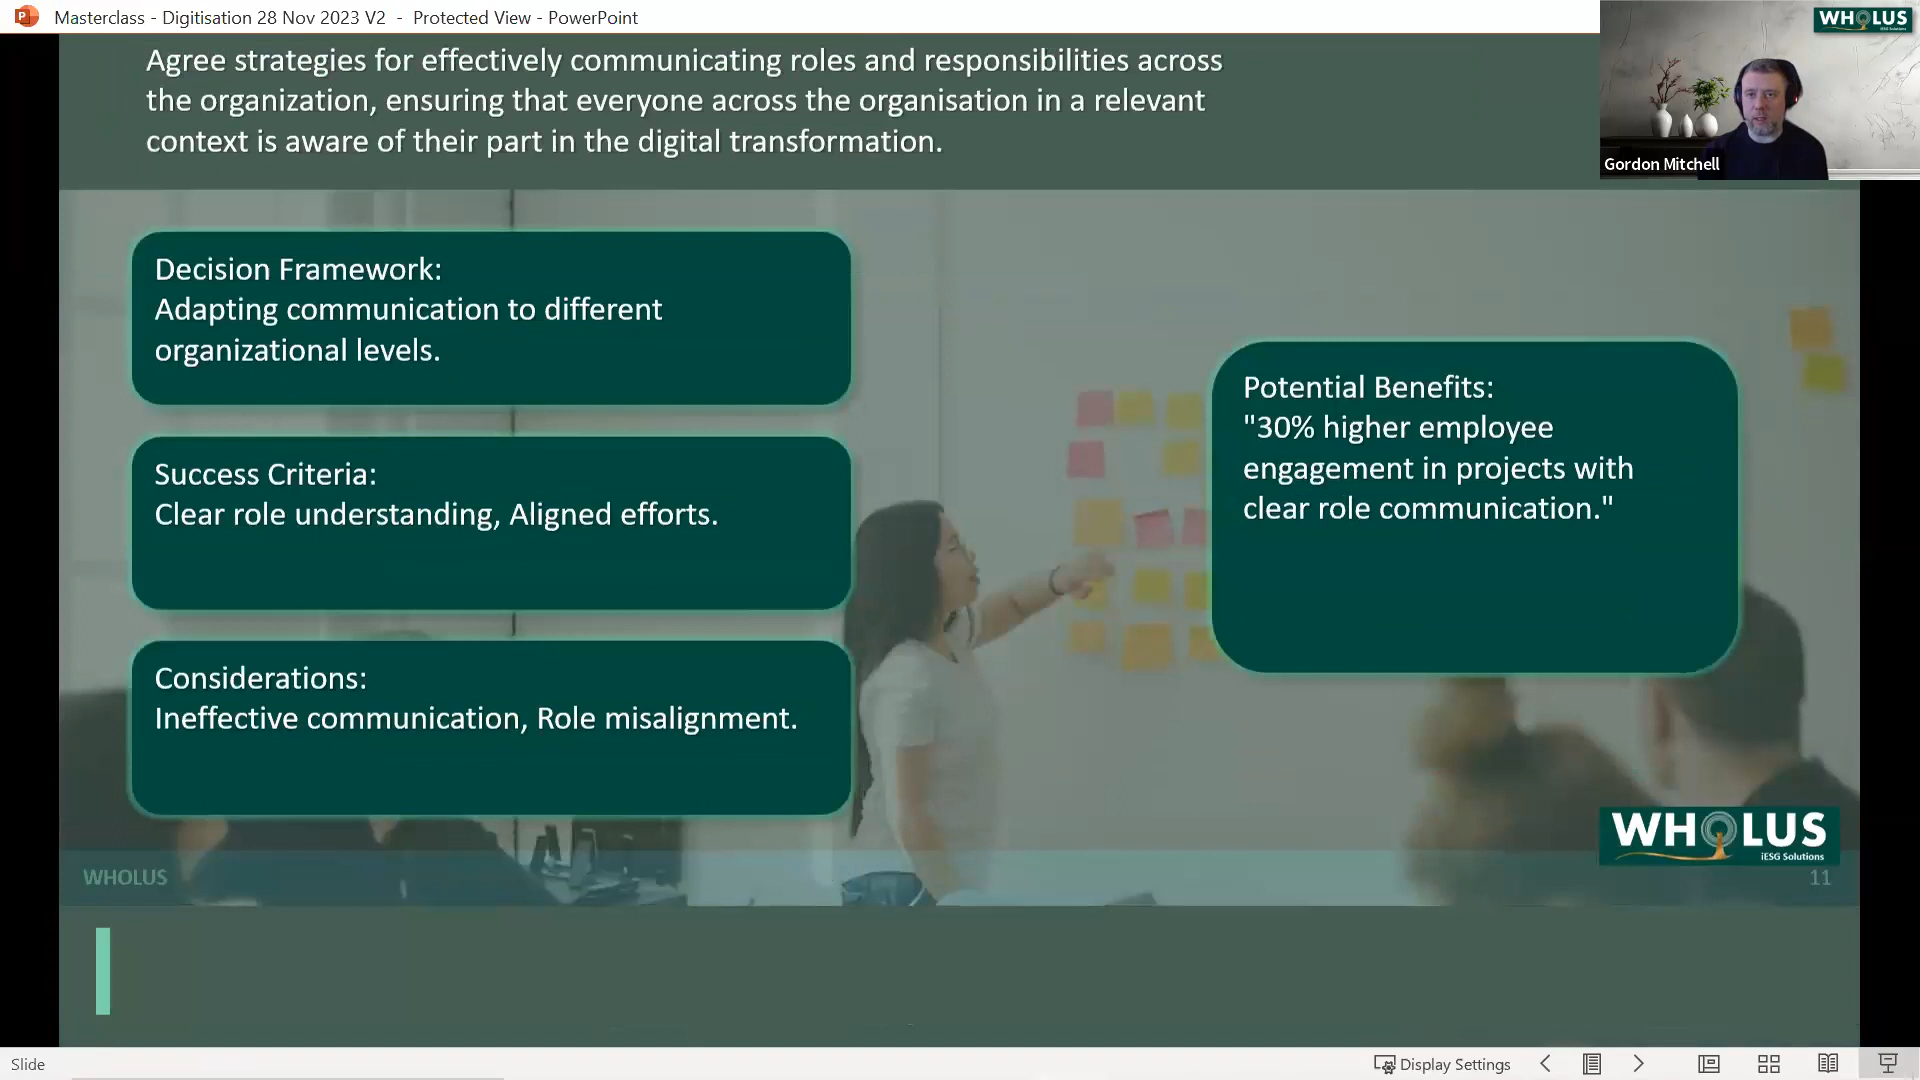 Masterclass - Digitisation 28 Nov 2023 V2 - Protected View - PowerPoint
WHOLUS
iESG Solutions
Gordon Mitchell
Agree strategies for effectively communicating roles and responsibilities across
the organization, ensuring that everyone across the organisation in a relevant
context is aware of their part in the digital transformation.
Decision Framework:
Adapting communication to different
organizational levels.
Success Criteria:
Clear role understanding, Aligned efforts.
Considerations:
Ineffective communication, Role misalignment.
Potential Benefits:
"30% higher employee
engagement in projects with
clear role communication."
WHOLUS
iESG Solutions
WHOLUS
11
Slide
Display Settings